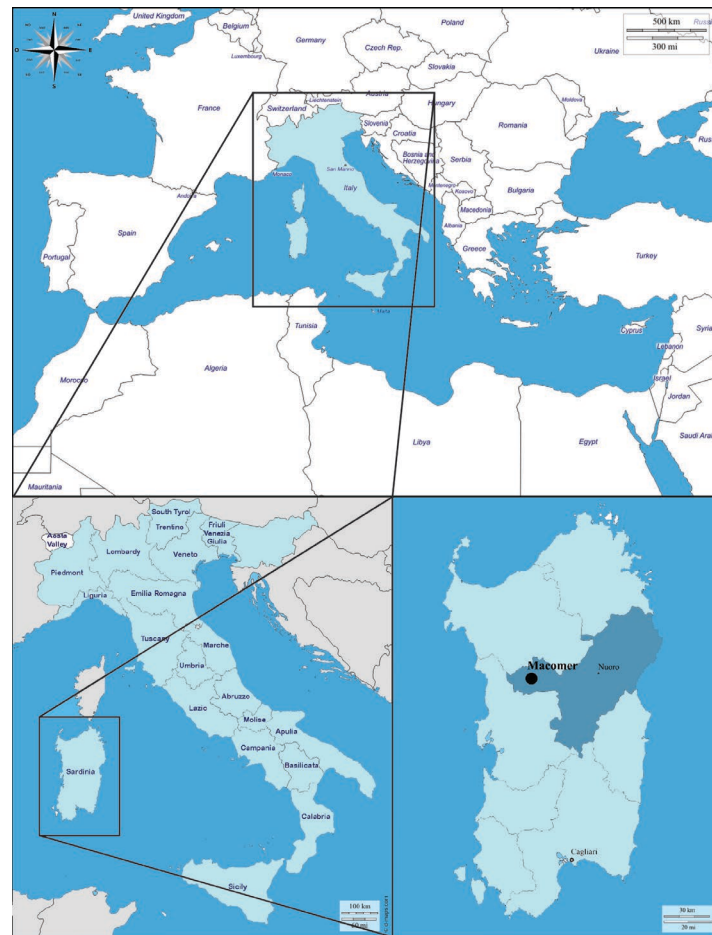 United Kingdom
Belgium
Luxembourg
Germany
Poland
Czech Rep.
Slovakia
Ukraine
500 km
300 mi
N
O
E
S
France
Switzerland
Liechtenstein
Austria
Hungary
Moldova
Slovenia
Croatia
Romania
Bosnia and
Herzegovina
Serbia
Monaco
San Marino
Italy
Montenegro
Kosovo
Bulgaria
Macedonia
Albania
Andorra
Portugal
Spain
Greece
Turkey
Malta
Cyprus
Syria
Lebanon
Israel
Jordan
Tunisia
Morocco
Algeria
Libya
Egypt
Saudi Ara
Mauritania
South Tyrol
Trentino
Friuli
Venezia
Giulia
Aosta
Valley
Lombardy
Veneto
Piedmont
Liguria
Emilia Romagna
Tuscany
Marche
Umbria
Lazio
Abruzzo
Molise
Apulia
Campania
Basilicata
Sardinia
Calabria
Sicily
100 km
60 mi
Macomer
Nuoro
Cagliari
30 km
20 mi